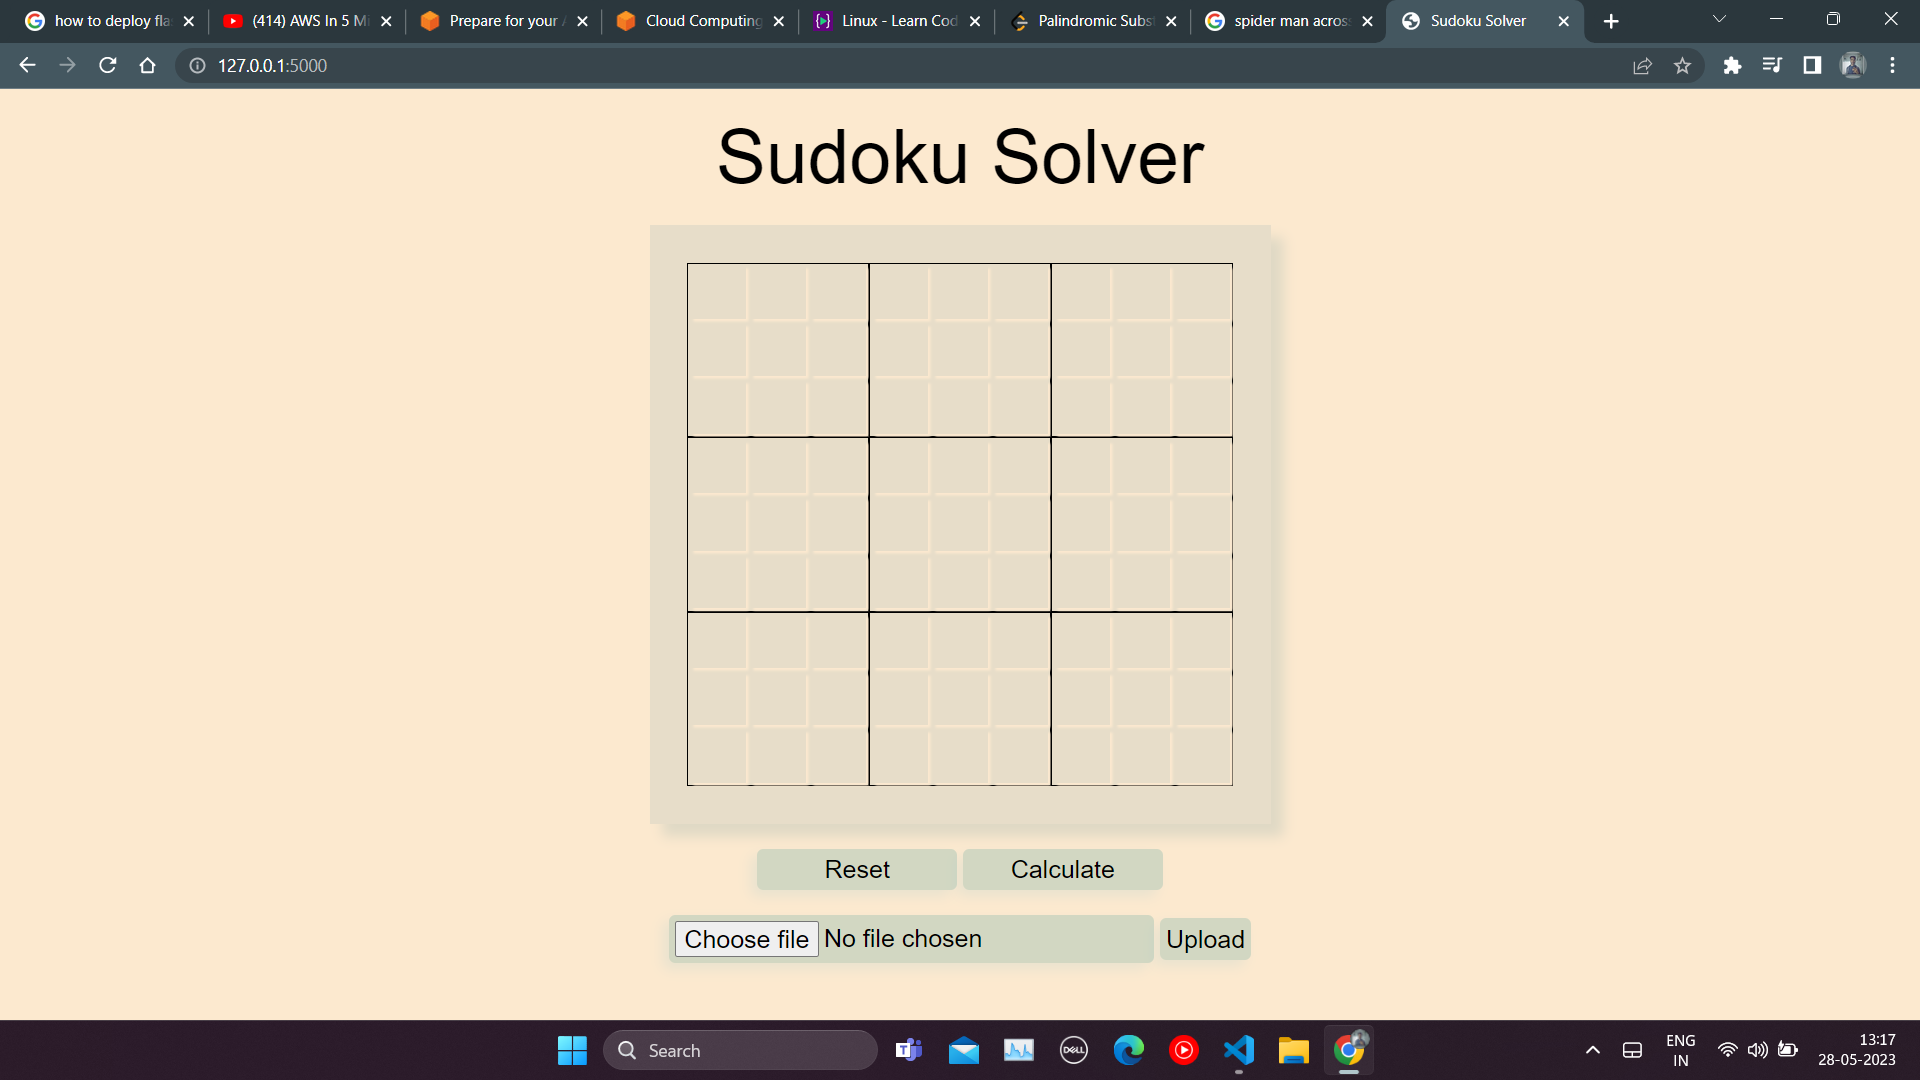 how to deploy fla
(414) AWS In 5 Mi
Prepare for your A
Cloud Computing
Linux - Learn Cod
Palindromic Subst
spider man acros
Sudoku Solver
127.0.0.1:5000
Sudoku Solver
Reset Calculate
Choose file No file chosen Upload
Search
DELL
ENG
IN
13:17
28-05-2023